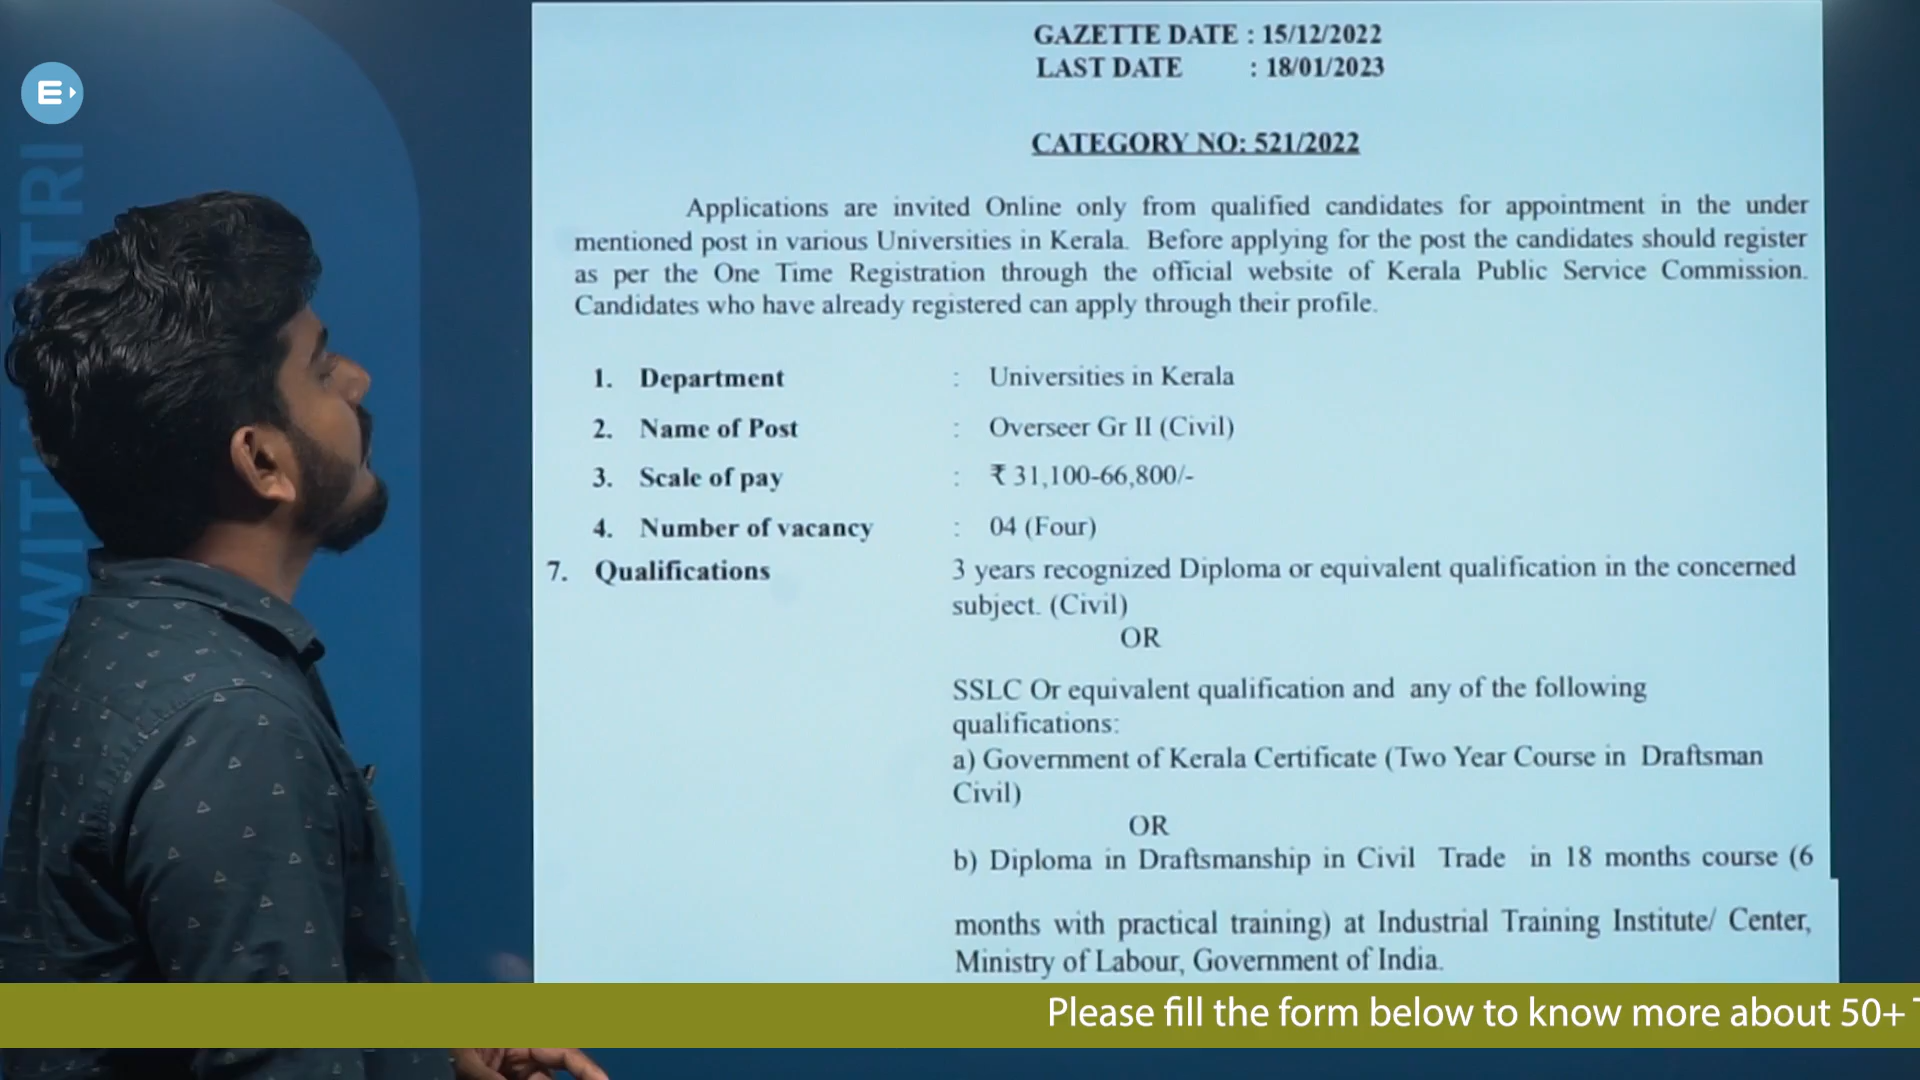 GAZETTE DATE : 15/12/2022
LAST DATE : 18/01/2023
CATEGORY NO: 521/2022
Applications are invited Online only from qualified candidates for appointment in the under
mentioned post in various Universities in Kerala. Before applying for the post the candidates should register
as per the One Time Registration through the official website of Kerala Public Service Commission.
Candidates who have already registered can apply through their profile.
1. Department : Universities in Kerala
2. Name of Post : Overseer Gr II (Civil)
3. Scale of pay : ₹ 31,100-66,800/-
4. Number of vacancy : 04 (Four)
7. Qualifications 3 years recognized Diploma or equivalent qualification in the concerned
subject. (Civil)
OR
SSLC Or equivalent qualification and any of the following
qualifications:
a) Government of Kerala Certificate (Two Year Course in Draftsman
Civil)
OR
b) Diploma in Draftsmanship in Civil Trade in 18 months course (6
months with practical training) at Industrial Training Institute/ Center,
Ministry of Labour, Government of India.
Please fill the form below to know more about 50+
E